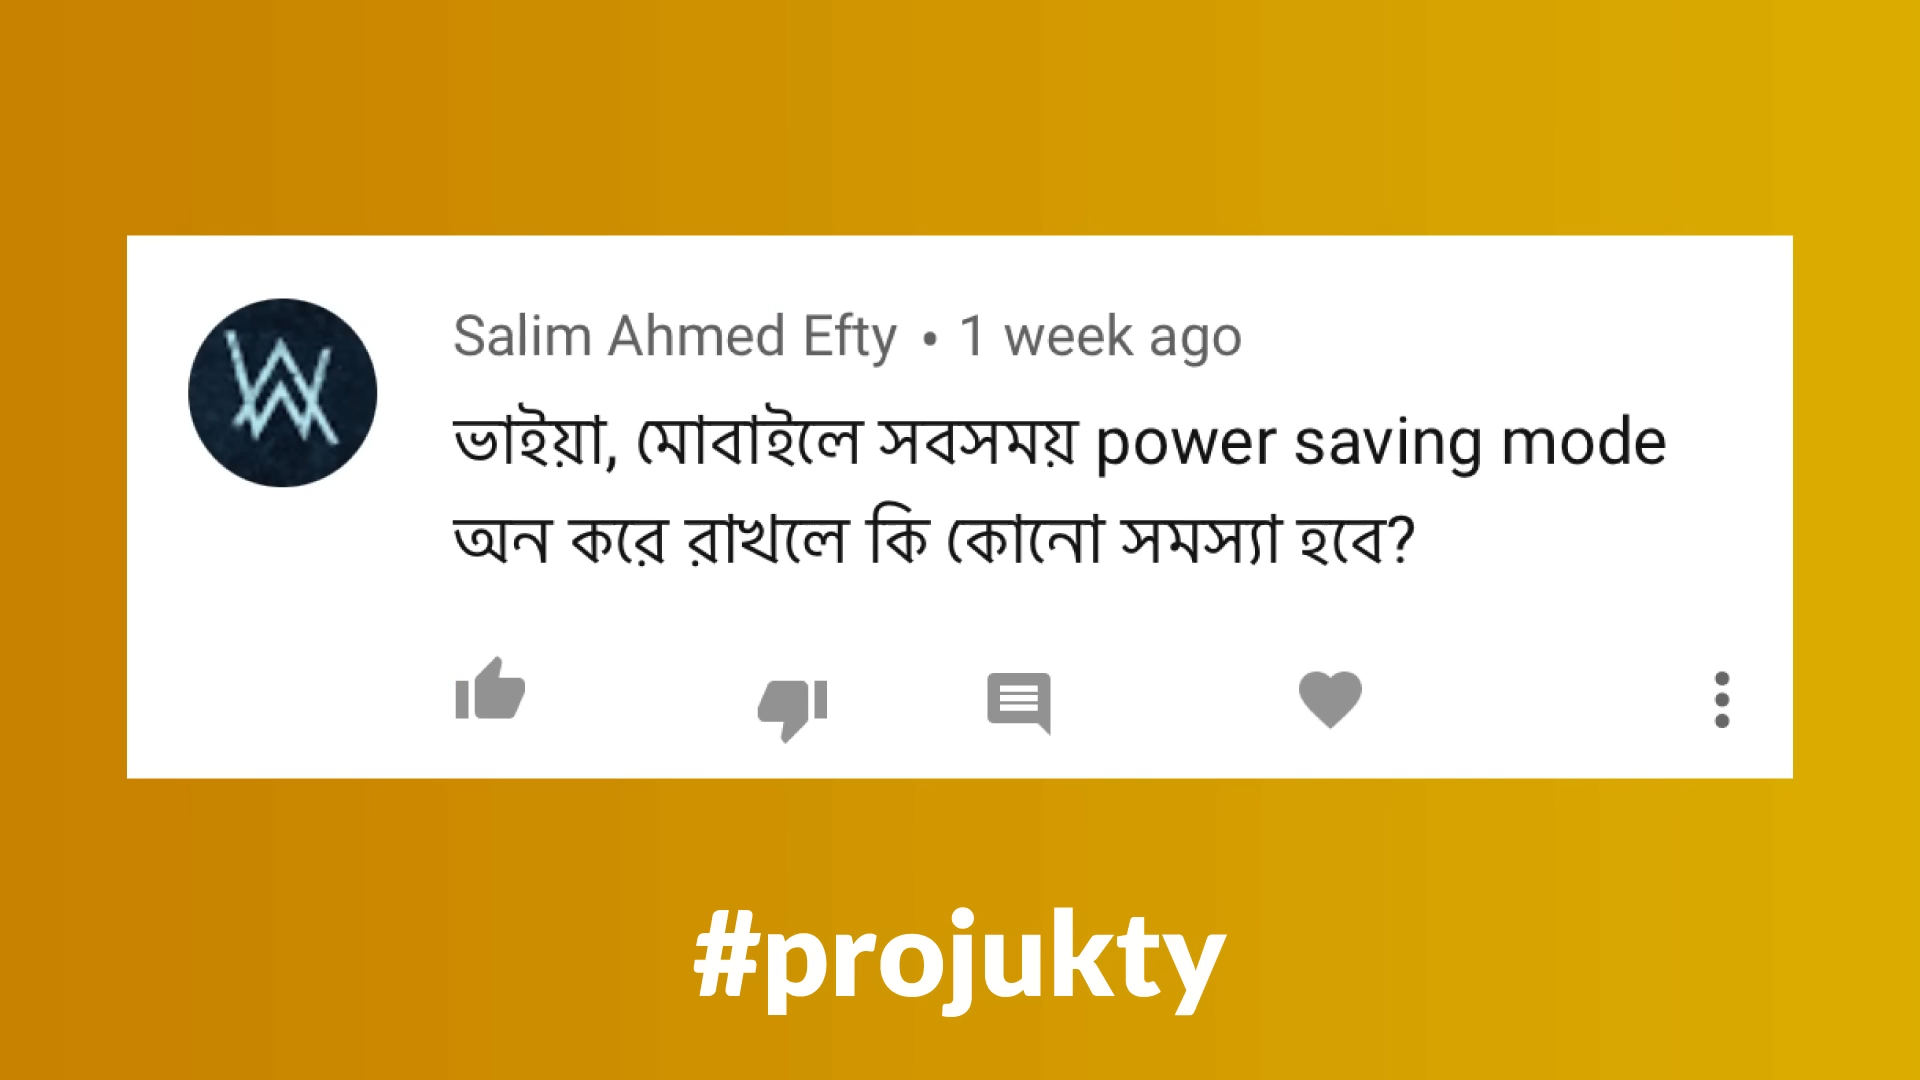 Salim Ahmed Efty • 1 week ago
ভাইয়া, মোবাইলে সবসময় power saving mode
অন করে রাখলে কি কোনো সমস্যা হবে?
#projukty